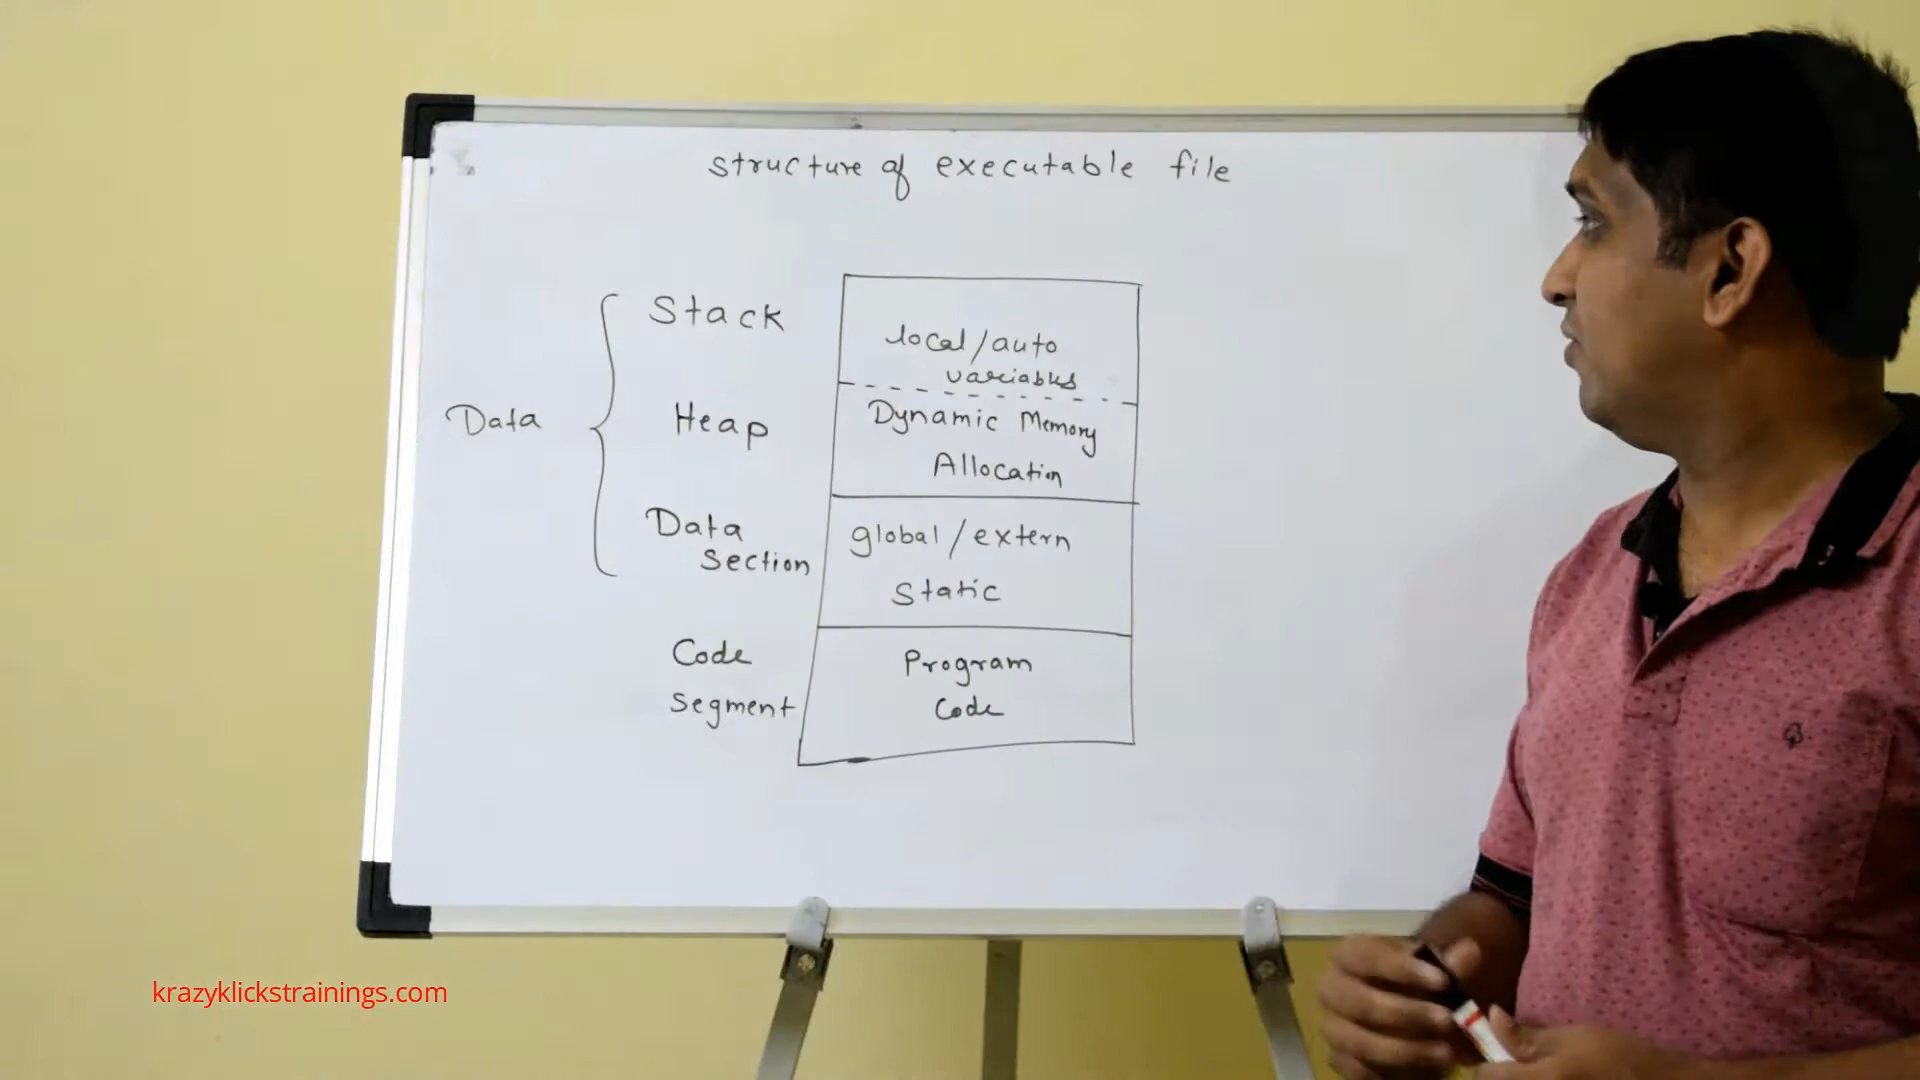 structure of executable file
Stack
local/auto
variables
Data
Heap
Dynamic Memory
Allocation
Data
Section
global/extern
Static
Code
Segment
Program
Code
krazyklickstrainings.com